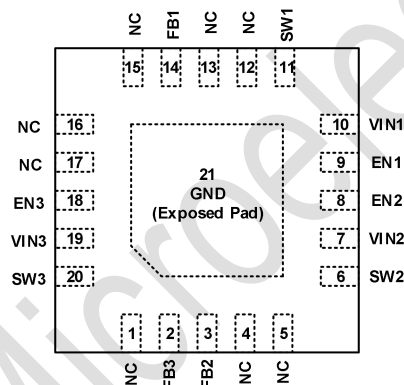 NC FB1 NC NC SW1
15 14 13 12 11
NC 16
NC 17
EN3 18
VIN3 19
SW3 20
21
GND
(Exposed Pad)
10 VIN1
9 EN1
8 EN2
7 VIN2
6 SW2
1 2 3 4 5
NC FB3 FB2 NC NC
Microelec